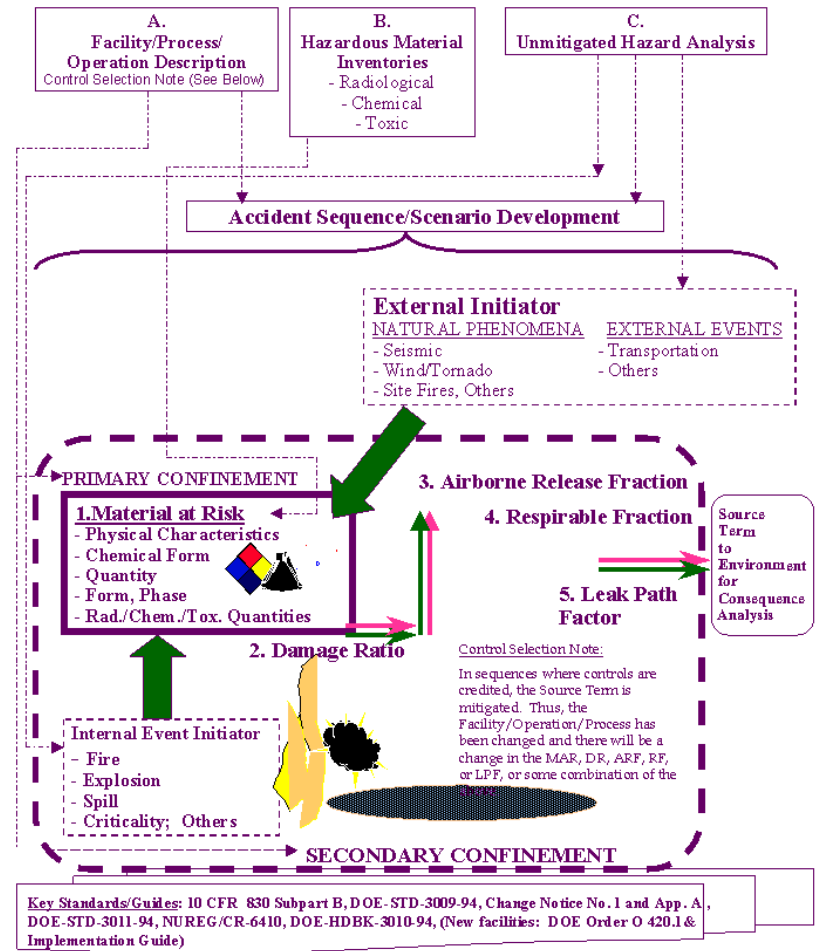 A.
Facility/Process/
Operation Description
Control Selection Note (See Below)
B.
Hazardous Material
Inventories
- Radiological
- Chemical
- Toxic
C.
Unmitigated Hazard Analysis
Accident Sequence/Scenario Development
External Initiator
NATURAL PHENOMENA
- Seismic
- Wind/Tornado
- Site Fires, Others
EXTERNAL EVENTS
- Transportation
- Others
PRIMARY CONFINEMENT
1.Material at Risk
- Physical Characteristics
- Chemical Form
- Quantity
- Form, Phase
- Rad./Chem./Tox. Quantities
2. Damage Ratio
3. Airborne Release Fraction
4. Respirable Fraction
5. Leak Path
Factor
Source
Term
to
Environment
for
Consequence
Analysis
Control Selection Note:
In sequences where controls are
credited, the Source Term is
mitigated. Thus, the
Facility/Operation/Process has
been changed and there will be a
change in the MAR, DR, ARF, RF,
or LPF, or some combination of the
Internal Event Initiator
- Fire
- Explosion
- Spill
- Criticality; Others
SECONDARY CONFINEMENT
Key Standards/Guides: 10 CFR 830 Subpart B, DOE-STD-3009-94, Change Notice No. 1 and App. A,
DOE-STD-3011-94, NUREG/CR-6410, DOE-HDBK-3010-94, (New facilities: DOE Order O 420.1 &
Implementation Guide)